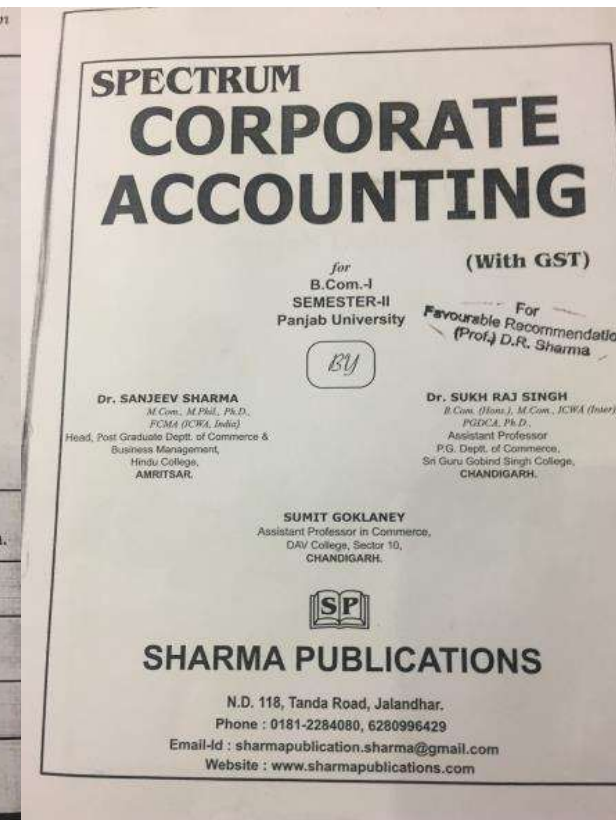 SPECTRUM
CORPORATE
ACCOUNTING
(With GST)
for
B.Com.-I
SEMESTER-II
Panjab University
For
Favourable Recommendatio
(Prof.) D.R. Sharma
BY
Dr. SANJEEV SHARMA
M.Com., M.Phil., Ph.D.,
FCMA (ICWA, India)
Head, Post Graduate Deptt. of Commerce &
Business Management,
Hindu College,
AMRITSAR.
Dr. SUKH RAJ SINGH
B.Com. (Hons.), M.Com., ICWA (Inter)
PGDCA, Ph.D.,
Assistant Professor
P.G. Deptt. of Commerce,
Sri Guru Gobind Singh College,
CHANDIGARH.
SUMIT GOKLANEY
Assistant Professor in Commerce,
DAV College, Sector 10,
CHANDIGARH.
SP
SHARMA PUBLICATIONS
N.D. 118, Tanda Road, Jalandhar.
Phone : 0181-2284080, 6280996429
Email-Id : sharmapublication.sharma@gmail.com
Website : www.sharmapublications.com